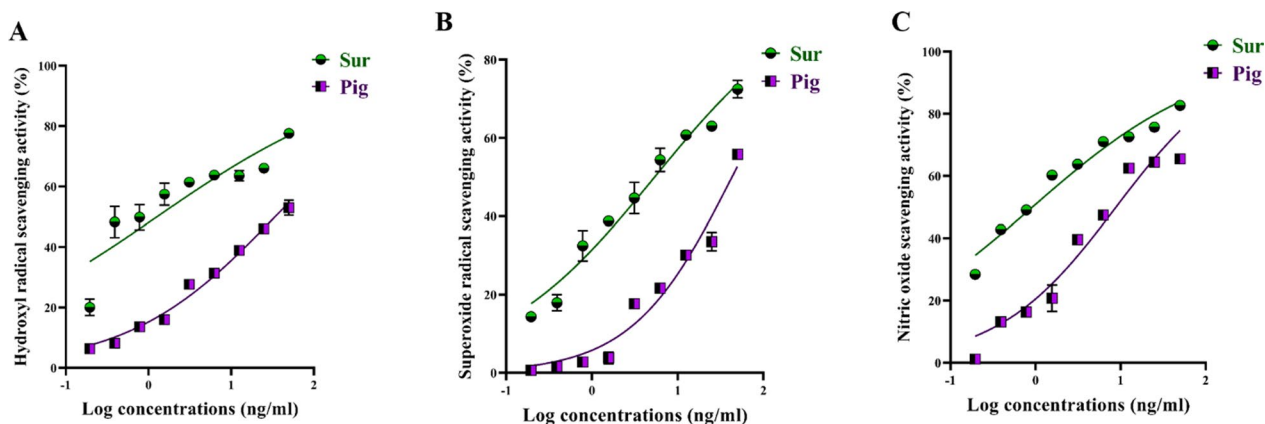 A
Sur
Pig
Hydroxyl radical scavenging activity (%)
100
80
60
40
20
0
-1
0
1
2
Log concentrations (ng/ml)
B
Sur
Pig
Superoxide radical scavenging activity (%)
80
60
40
20
0
-1
0
1
2
Log concentrations (ng/ml)
C
Sur
Pig
Nitric oxide scavenging activity (%)
100
80
60
40
20
0
-1
0
1
2
Log concentrations (ng/ml)